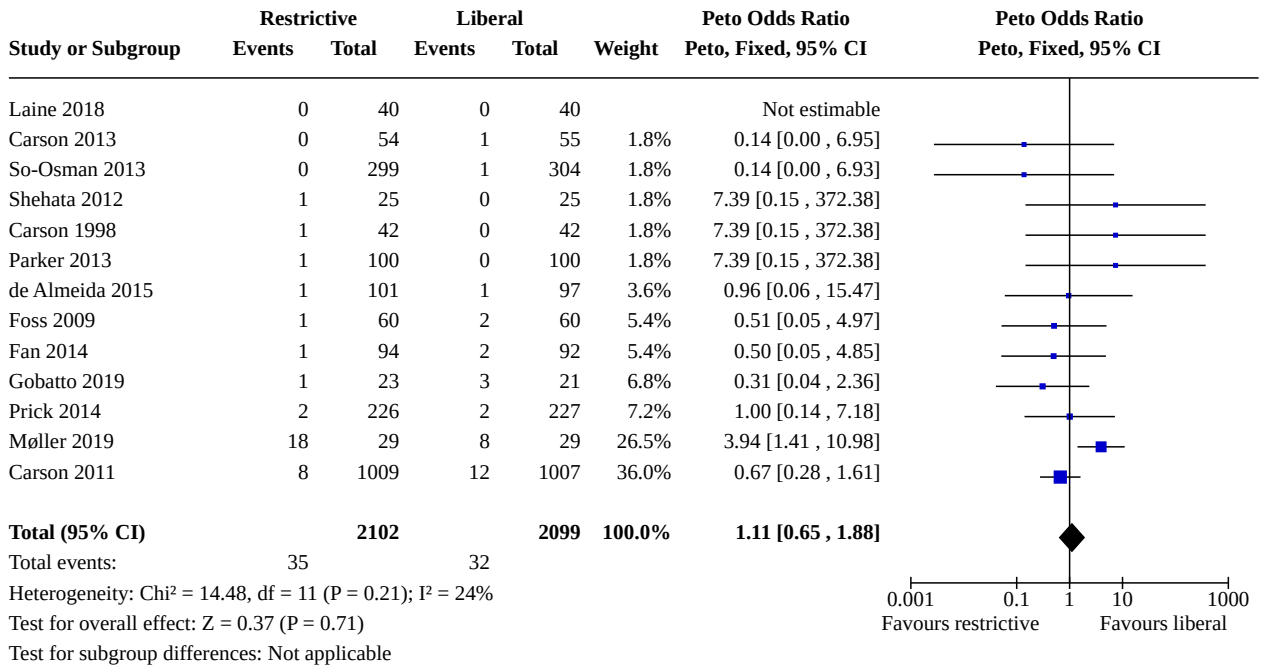 Restrictive Liberal Peto Odds Ratio Peto Odds Ratio
Study or Subgroup Events Total Events Total Weight Peto, Fixed, 95% CI Peto, Fixed, 95% CI
Laine 2018 0 40 0 40 Not estimable
Carson 2013 0 54 1 55 1.8% 0.14 [0.00 , 6.95]
So-Osman 2013 0 299 1 304 1.8% 0.14 [0.00 , 6.93]
Shehata 2012 1 25 0 25 1.8% 7.39 [0.15 , 372.38]
Carson 1998 1 42 0 42 1.8% 7.39 [0.15 , 372.38]
Parker 2013 1 100 0 100 1.8% 7.39 [0.15 , 372.38]
de Almeida 2015 1 101 1 97 3.6% 0.96 [0.06 , 15.47]
Foss 2009 1 60 2 60 5.4% 0.51 [0.05 , 4.97]
Fan 2014 1 94 2 92 5.4% 0.50 [0.05 , 4.85]
Gobatto 2019 1 23 3 21 6.8% 0.31 [0.04 , 2.36]
Prick 2014 2 226 2 227 7.2% 1.00 [0.14 , 7.18]
Møller 2019 18 29 8 29 26.5% 3.94 [1.41 , 10.98]
Carson 2011 8 1009 12 1007 36.0% 0.67 [0.28 , 1.61]
Total (95% CI) 2102 2099 100.0% 1.11 [0.65 , 1.88]
Total events: 35 32
Heterogeneity: Chi² = 14.48, df = 11 (P = 0.21); I² = 24%
0.001 0.1 1 10 1000
Test for overall effect: Z = 0.37 (P = 0.71)
Favours restrictive Favours liberal
Test for subgroup differences: Not applicable